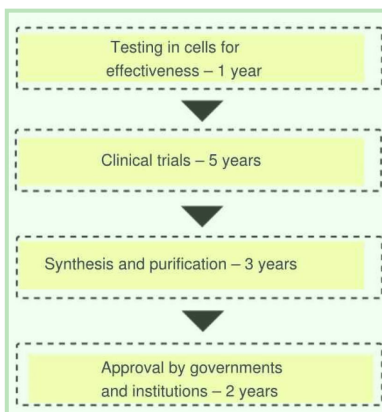 Testing in cells for
effectiveness – 1 year
Clinical trials – 5 years
Synthesis and purification – 3 years
Approval by governments
and institutions – 2 years